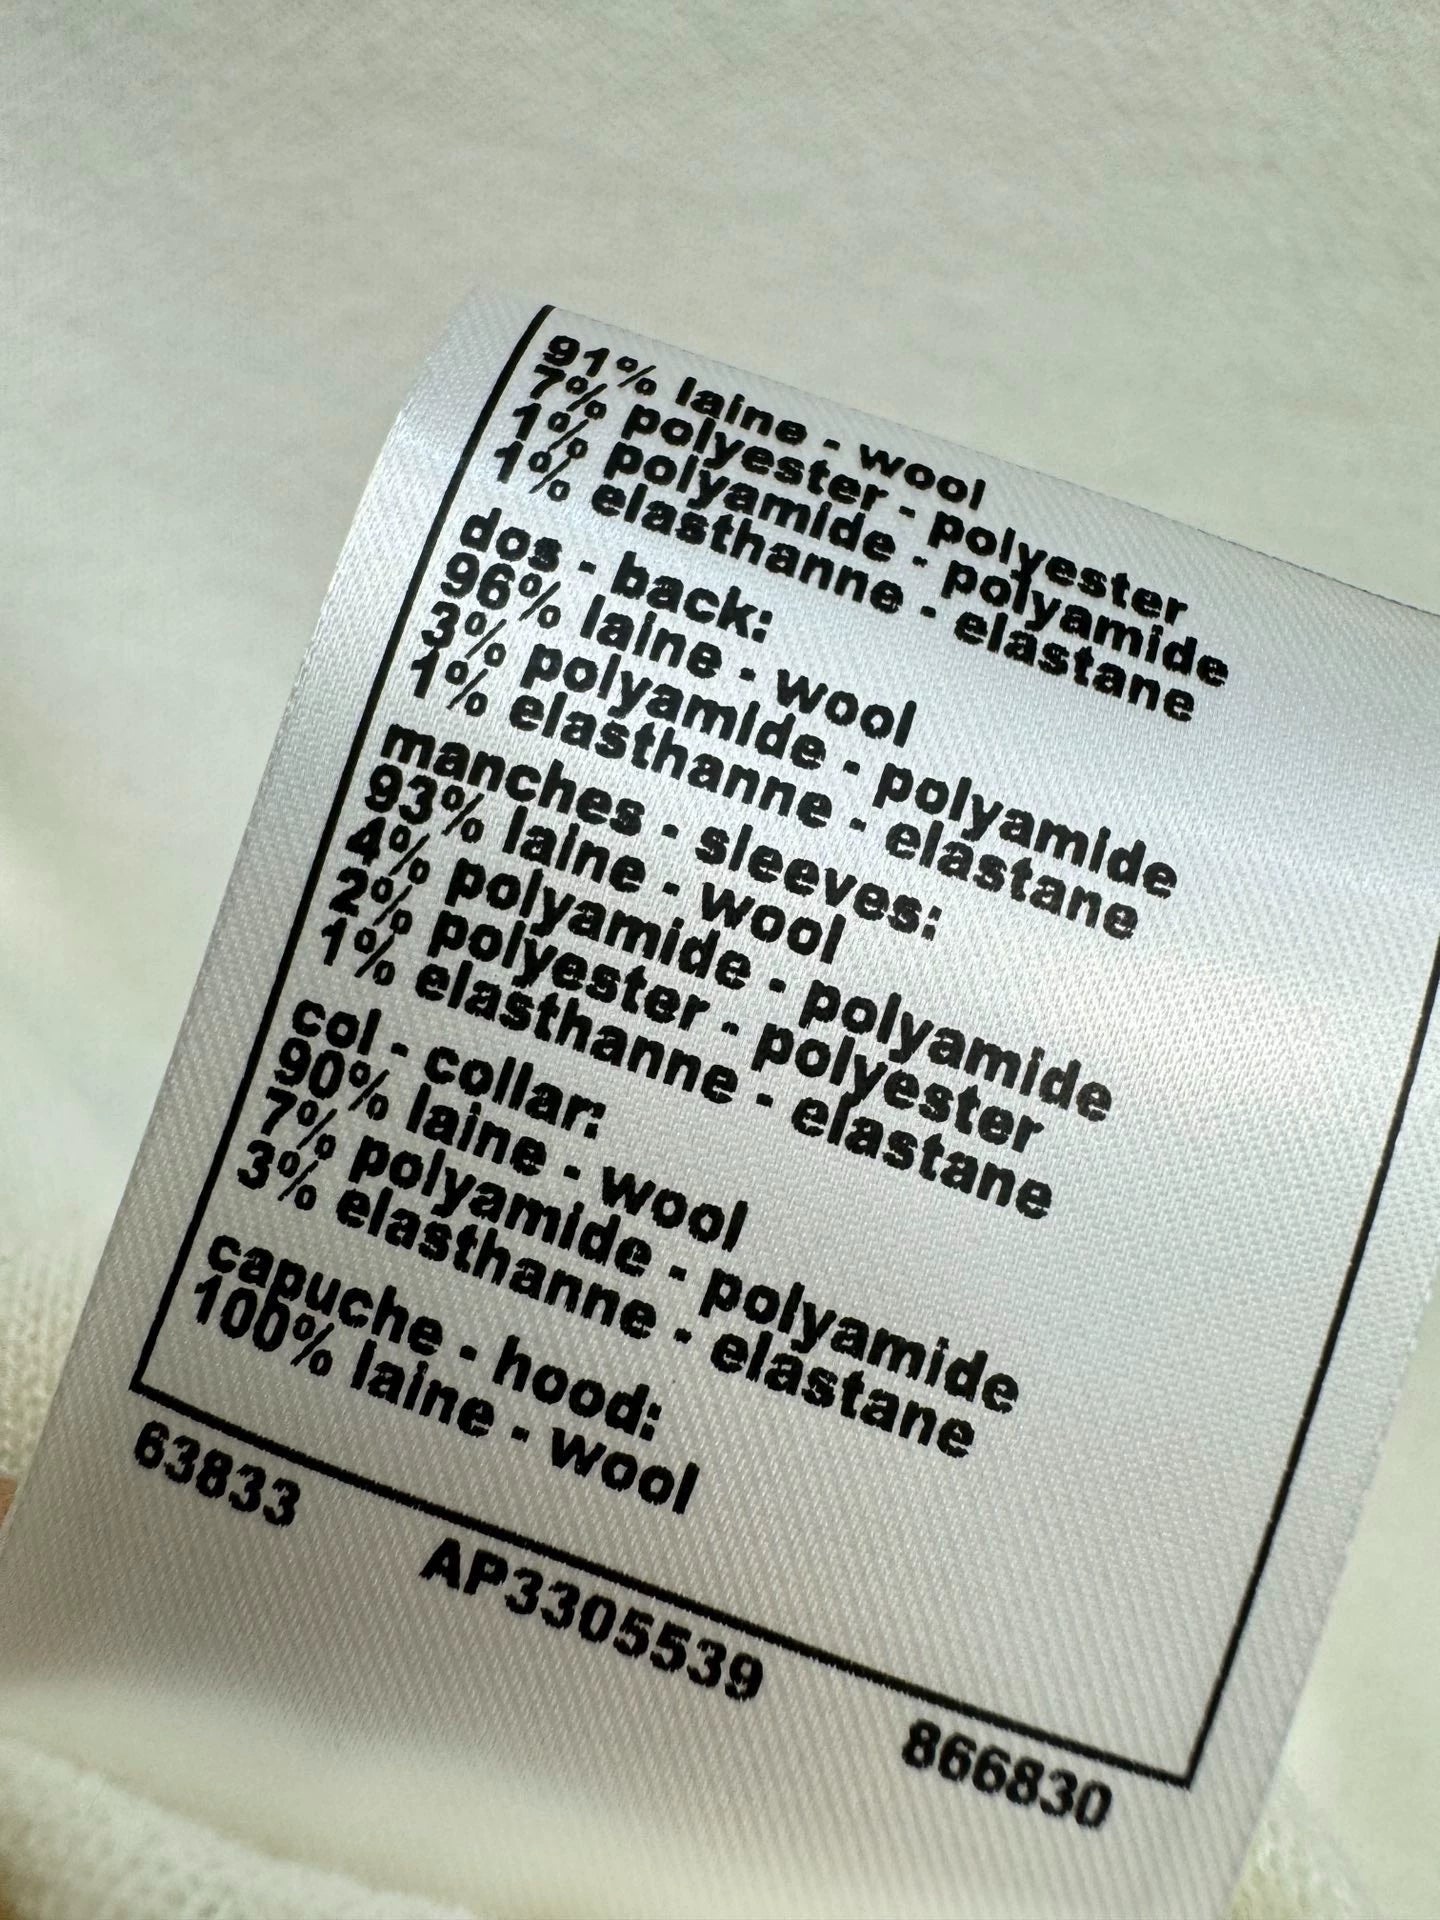 91% laine - wool
7% polyester - polyester
1% polyamide - polyamide
1% elasthanne - elastane
dos - back:
96% laine - wool
3% polyamide - polyamide
1% elasthanne - elastane
manches - sleeves:
93% laine - wool
4% polyamide - polyamide
2% polyester - polyester
1% elasthanne - elastane
col - collar:
90% laine - wool
7% polyamide - polyamide
3% elasthanne - elastane
capuche - hood:
100% laine - wool
63833 AP3305539 866830